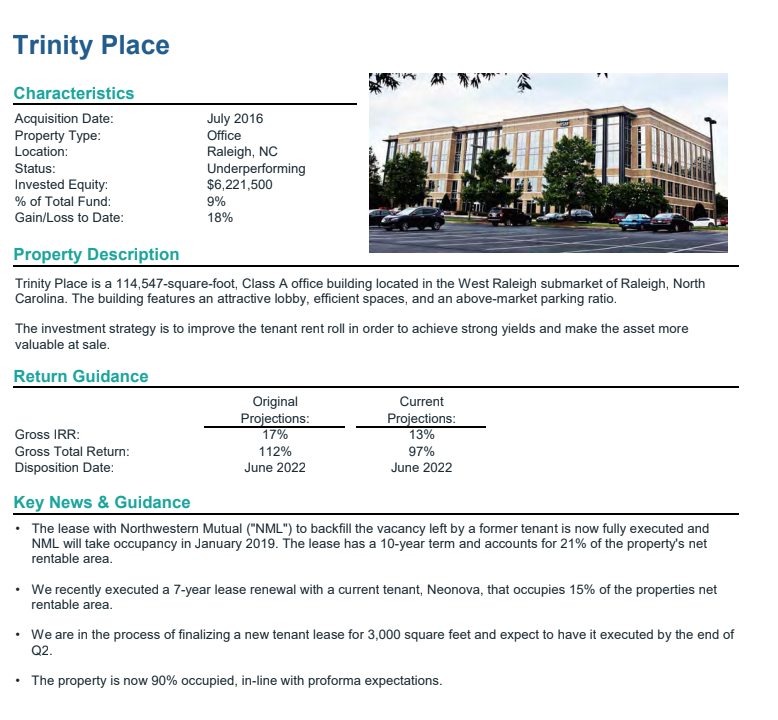 Trinity Place
Characteristics
Acquisition Date: July 2016
Property Type: Office
Location: Raleigh, NC
Status: Underperforming
Invested Equity: $6,221,500
% of Total Fund: 9%
Gain/Loss to Date: 18%
Property Description
Trinity Place is a 114,547-square-foot, Class A office building located in the West Raleigh submarket of Raleigh, North
Carolina. The building features an attractive lobby, efficient spaces, and an above-market parking ratio.
The investment strategy is to improve the tenant rent roll in order to achieve strong yields and make the asset more
valuable at sale.
Return Guidance
Original Current
Projections: Projections:
Gross IRR: 17% 13%
Gross Total Return: 112% 97%
Disposition Date: June 2022 June 2022
Key News & Guidance
• The lease with Northwestern Mutual ("NML") to backfill the vacancy left by a former tenant is now fully executed and
NML will take occupancy in January 2019. The lease has a 10-year term and accounts for 21% of the property's net
rentable area.
• We recently executed a 7-year lease renewal with a current tenant, Neonova, that occupies 15% of the properties net
rentable area.
• We are in the process of finalizing a new tenant lease for 3,000 square feet and expect to have it executed by the end of
Q2.
• The property is now 90% occupied, in-line with proforma expectations.